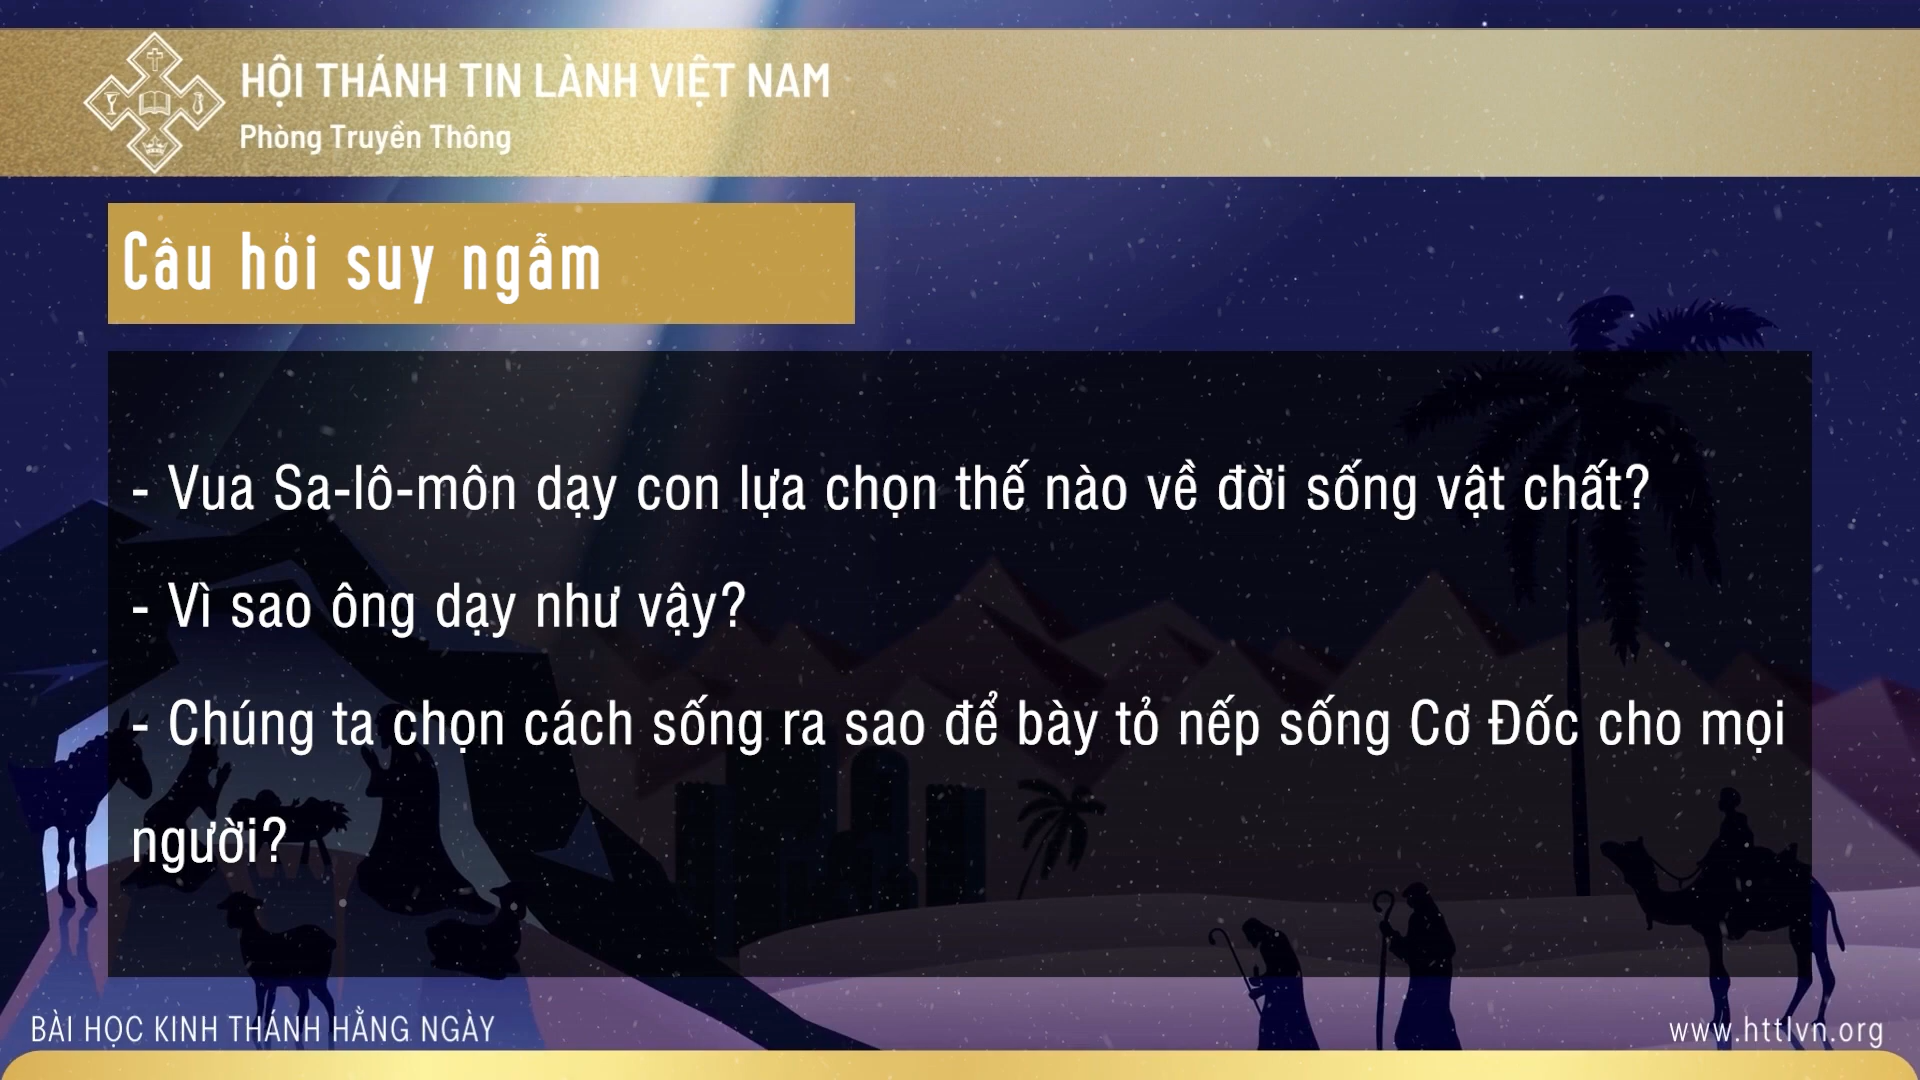 HỘI THÁNH TIN LÀNH VIỆT NAM
Phòng Truyền Thông
Câu hỏi suy ngẫm
- Vua Sa-lô-môn dạy con lựa chọn thế nào về đời sống vật chất?
- Vì sao ông dạy như vậy?
- Chúng ta chọn cách sống ra sao để bày tỏ nếp sống Cơ Đốc cho mọi
người?
BÀI HỌC KINH THÁNH HẰNG NGÀY
www.httlvn.org